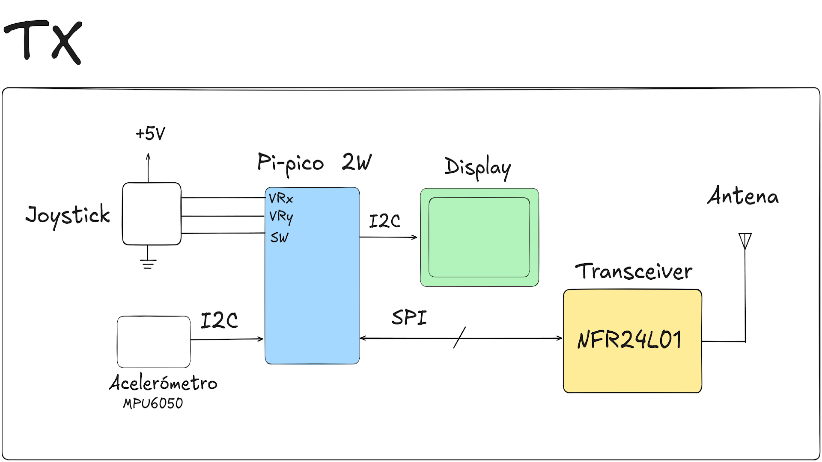 TX
+5V
Joystick
Pi-pico 2W
VRx
VRy
SW
I2C
Display
Antena
Transceiver
NFR24L01
SPI
I2C
Acelerómetro
MPU6050